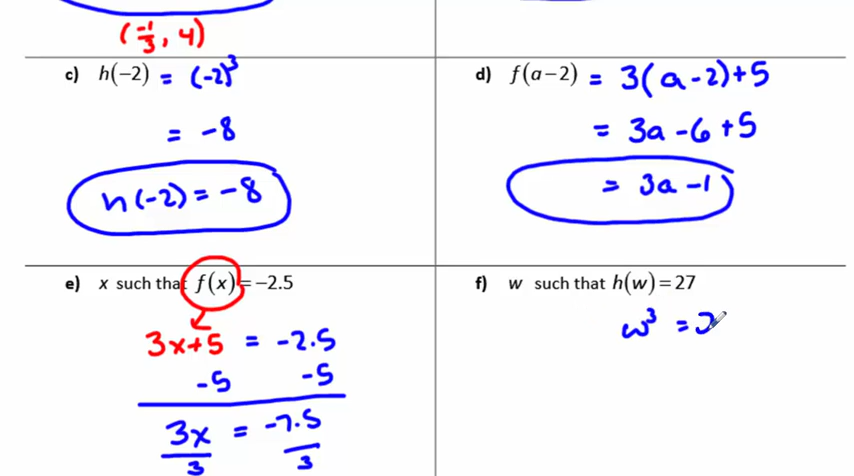 (-1/3, 4)
c) h(−2) = (-2)³
= -8
h(-2) = -8
d) f(a−2) = 3(a-2)+5
= 3a -6 +5
= 3a -1
e) x such that f(x) = −2.5
3x+5 = -2.5
-5 -5
3x = -7.5
3 3
f) w such that h(w) = 27
w³ = 2